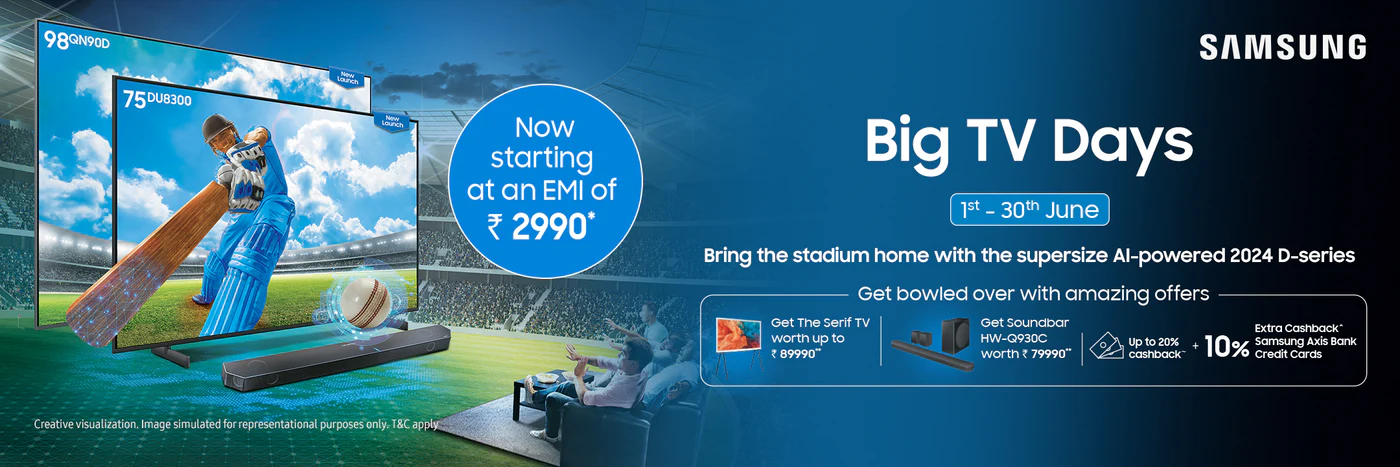 98QN90D
New
Launch
75DU8300
New
Launch
Now
starting
at an EMI of
₹ 2990*
Creative visualization. Image simulated for representational purposes only. T&C apply
SAMSUNG
Big TV Days
1st - 30th June
Bring the stadium home with the supersize AI-powered 2024 D-series
Get bowled over with amazing offers
Get The Serif TV
worth up to
₹ 89990**
Get Soundbar
HW-Q930C
worth ₹ 79990**
Up to 20%
cashback~
+ 10%
Extra Cashback^
Samsung Axis Bank
Credit Cards